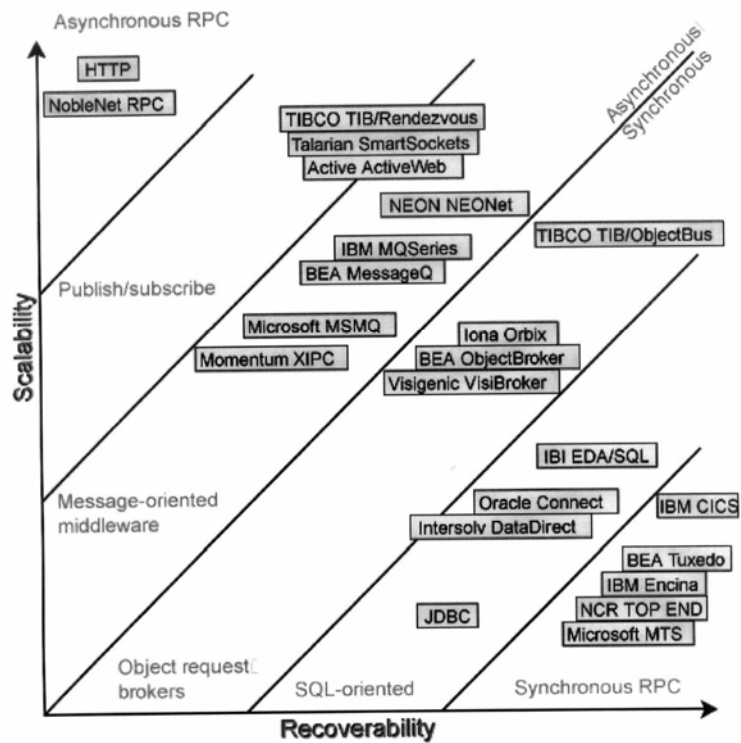 Asynchronous RPC
HTTP
NobleNet RPC
TIBCO TIB/Rendezvous
Talarian SmartSockets
Active ActiveWeb
Asynchronous
Synchronous
NEON NEONet
TIBCO TIB/ObjectBus
IBM MQSeries
BEA MessageQ
Publish/subscribe
Microsoft MSMQ
Momentum XIPC
Iona Orbix
BEA ObjectBroker
Visigenic VisiBroker
Scalability
IBI EDA/SQL
Message-oriented
middleware
Oracle Connect
Intersolv DataDirect
IBM CICS
BEA Tuxedo
IBM Encina
NCR TOP END
Microsoft MTS
JDBC
Object request
brokers
SQL-oriented
Synchronous RPC
Recoverability